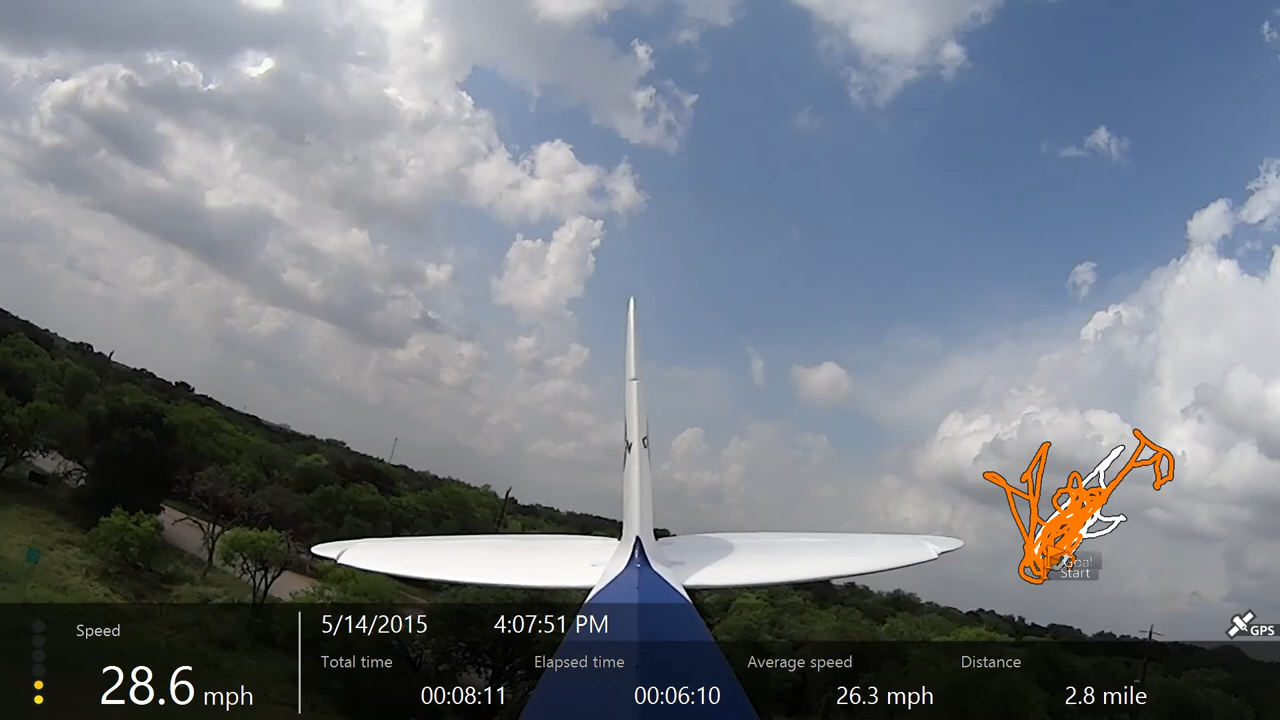 Goal
Start
GPS
Speed
28.6 mph
5/14/2015 4:07:51 PM
Total time Elapsed time Average speed Distance
00:08:11 00:06:10 26.3 mph 2.8 mile